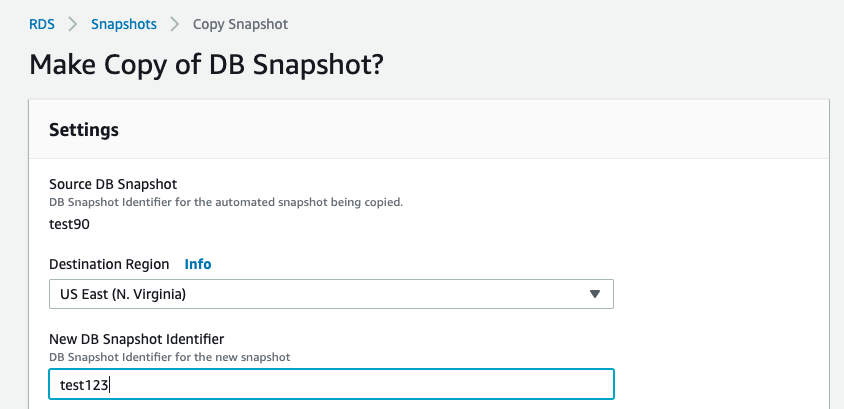 RDS > Snapshots > Copy Snapshot
Make Copy of DB Snapshot?
Settings
Source DB Snapshot
DB Snapshot Identifier for the automated snapshot being copied.
test90
Destination Region Info
US East (N. Virginia)
New DB Snapshot Identifier
DB Snapshot Identifier for the new snapshot
test123